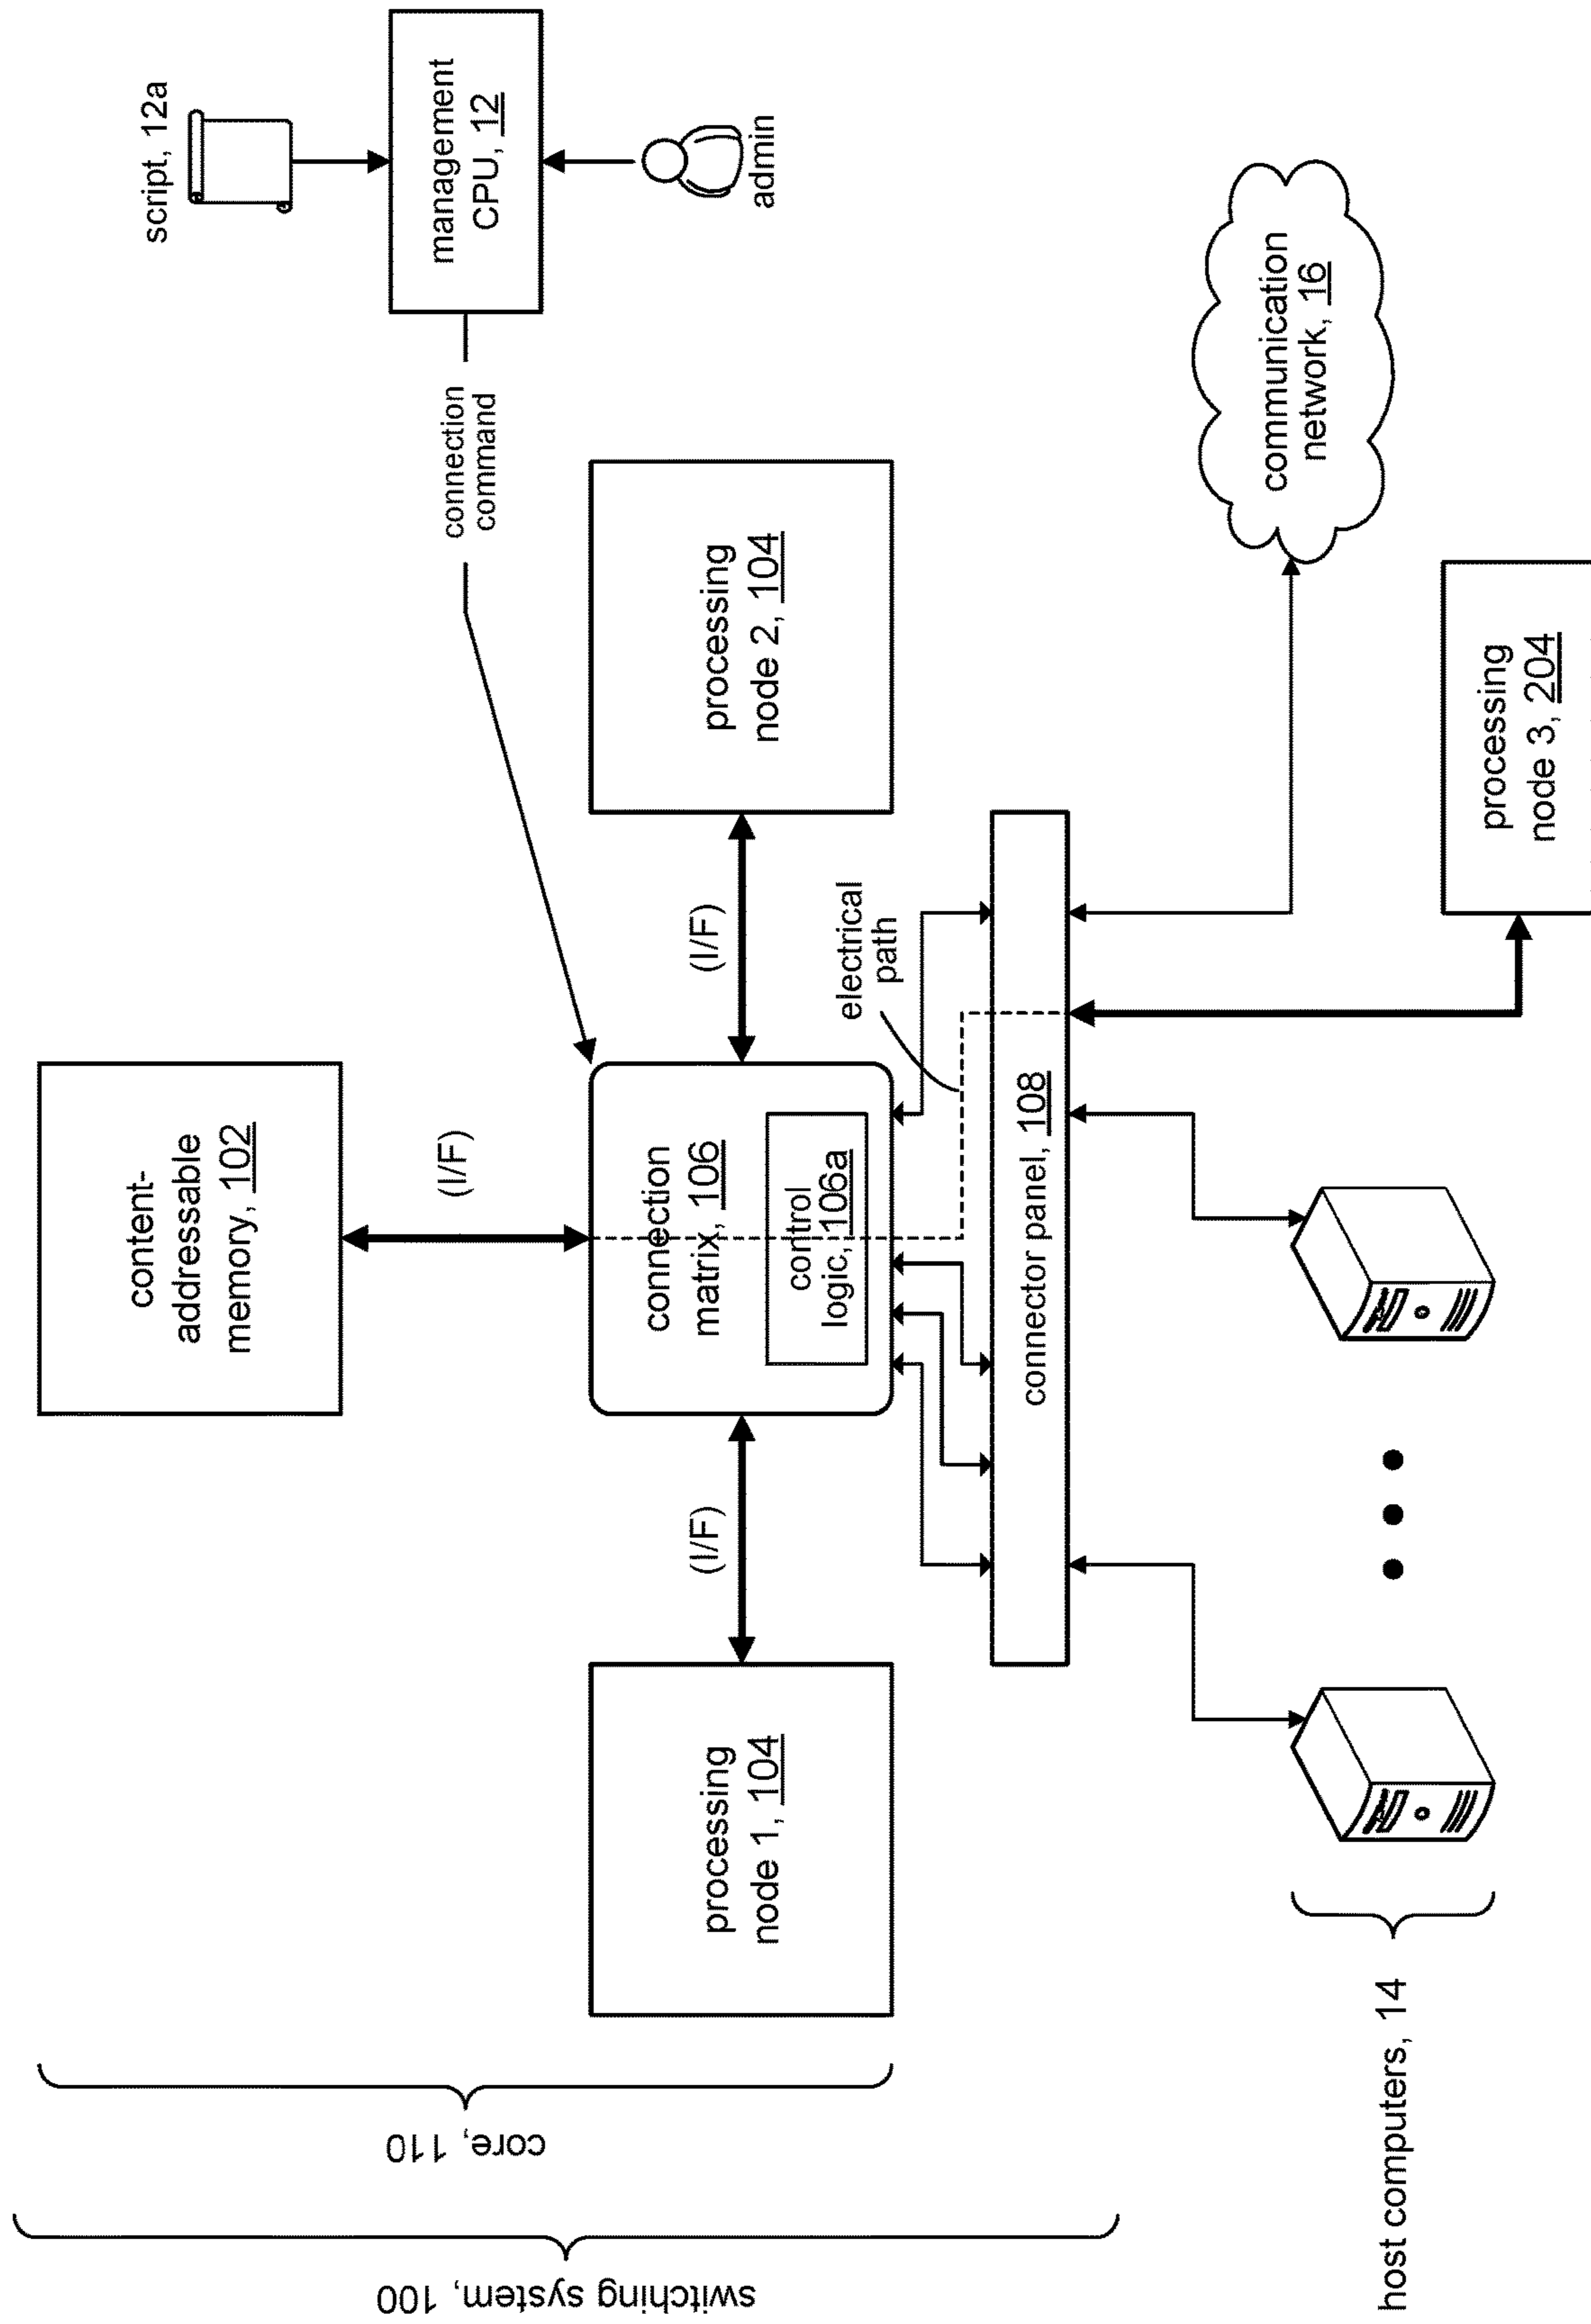 script, 12a
management
CPU, 12
admin
connection
command
content-
addressable
memory, 102
(I/F)
processing
node 1, 104
(I/F)
connection
matrix, 106
control
logic, 106a
(I/F)
processing
node 2, 104
electrical
path
connector panel, 108
communication
network, 16
processing
node 3, 204
host computers, 14
core, 110
switching system, 100